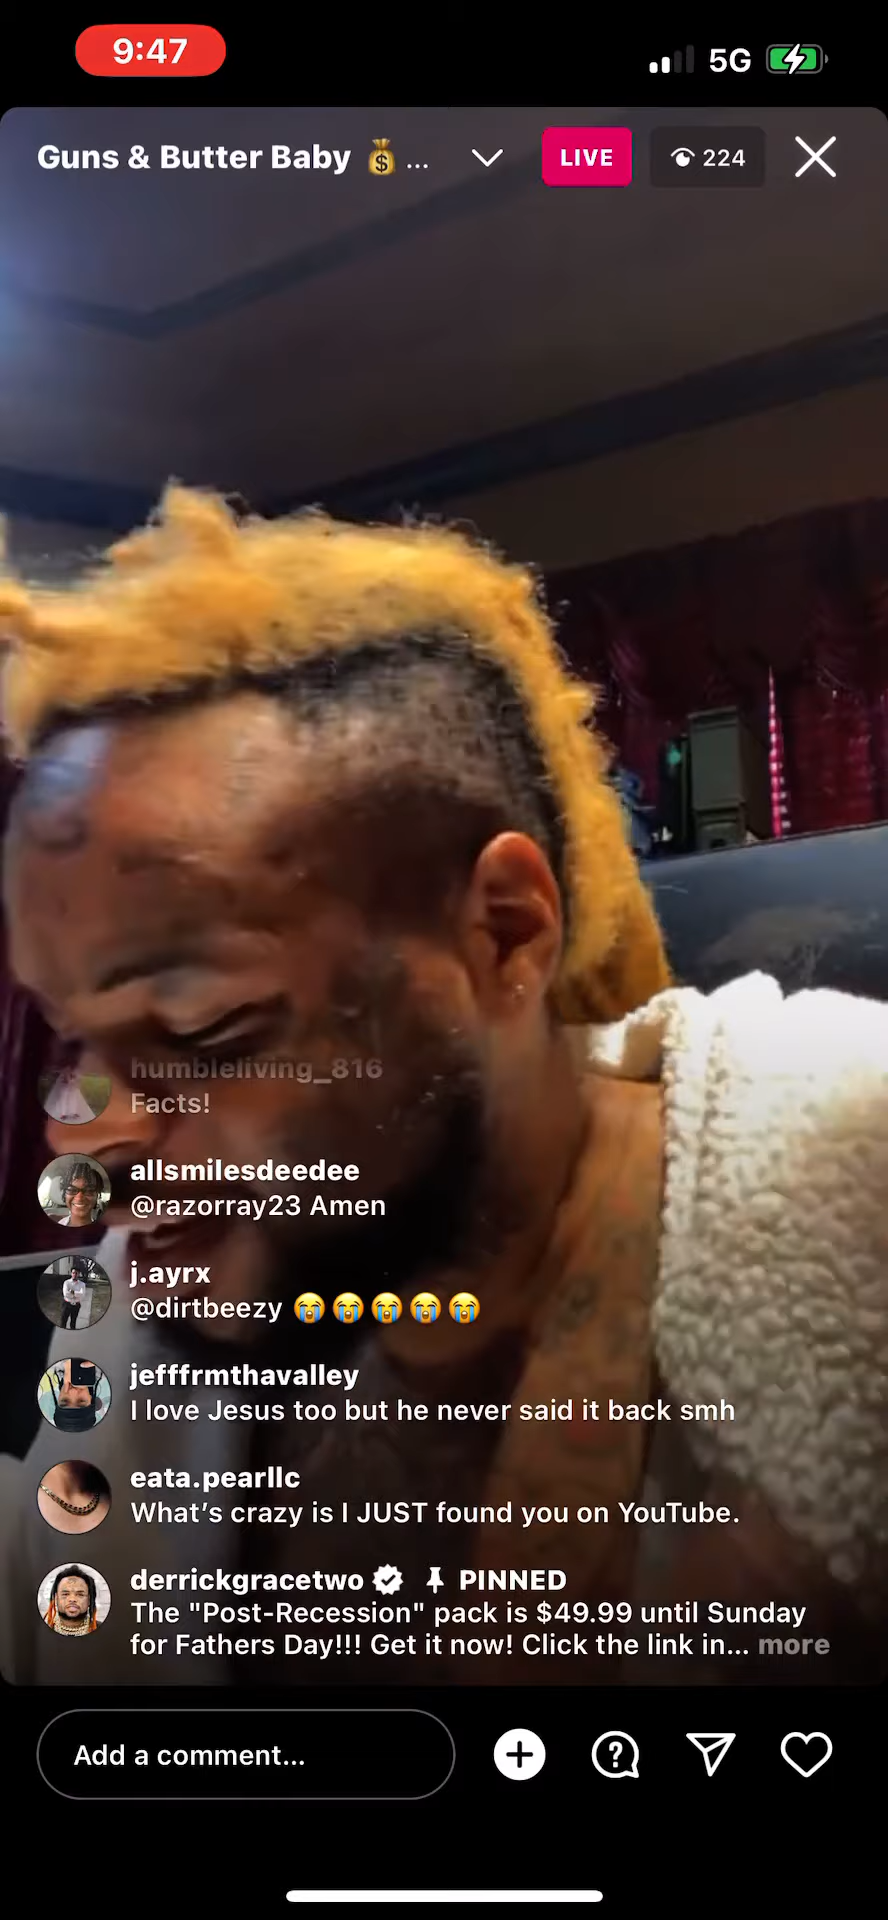 9:47
5G
Guns & Butter Baby 💰 ...
LIVE
224
humbleliving_816
Facts!
allsmilesdeedee
@razorray23 Amen
j.ayrx
@dirtbeezy 😭😭😭😭😭
jefffrmthavalley
I love Jesus too but he never said it back smh
eata.pearllc
What’s crazy is I JUST found you on YouTube.
derrickgracetwo PINNED
The "Post-Recession" pack is $49.99 until Sunday
for Fathers Day!!! Get it now! Click the link in... more
Add a comment...